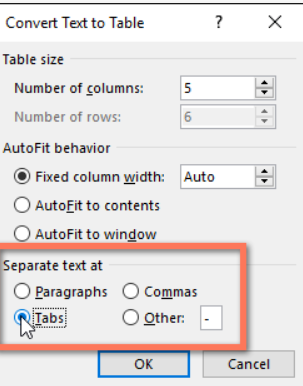 Convert Text to Table ? ×
Table size
Number of columns: 5
Number of rows: 6
AutoFit behavior
Fixed column width: Auto
AutoFit to contents
AutoFit to window
Separate text at
Paragraphs Commas
Tabs Other: -
OK Cancel